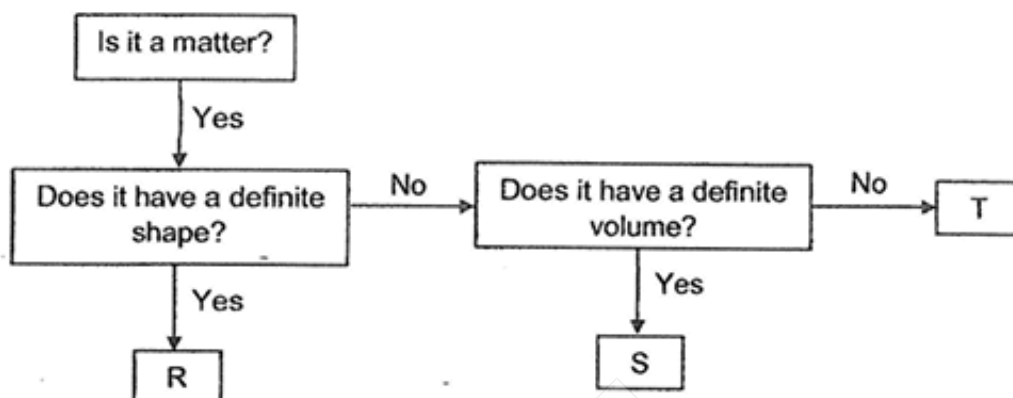 Is it a matter?
Yes
Does it have a definite
shape?
No
Does it have a definite
volume?
No
T
Yes
R
Yes
S